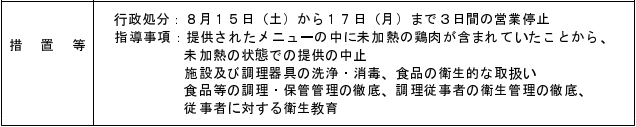 措置等
行政処分：８月１５日（土）から１７日（月）まで３日間の営業停止
指導事項：提供されたメニューの中に未加熱の鶏肉が含まれていたことから、
未加熱の状態での提供の中止
施設及び調理器具の洗浄・消毒、食品の衛生的な取扱い
食品等の調理・保管管理の徹底、調理従事者の衛生管理の徹底、
従事者に対する衛生教育